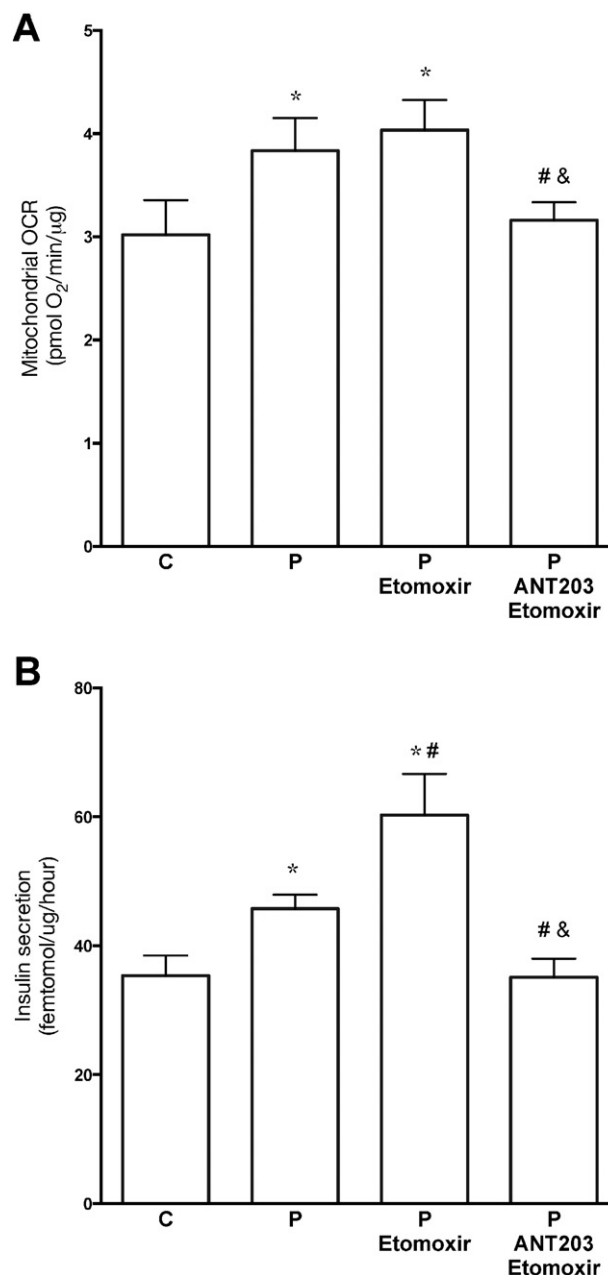 A
Mitochondrial OCR
(pmol O₂/min/µg)
5
4
3
2
1
0
*
*
# &
C
P
P
Etomoxir
P
ANT203
Etomoxir
B
Insulin secretion
(femtomol/ug/hour)
80
60
40
20
0
*
* #
# &
C
P
P
Etomoxir
P
ANT203
Etomoxir